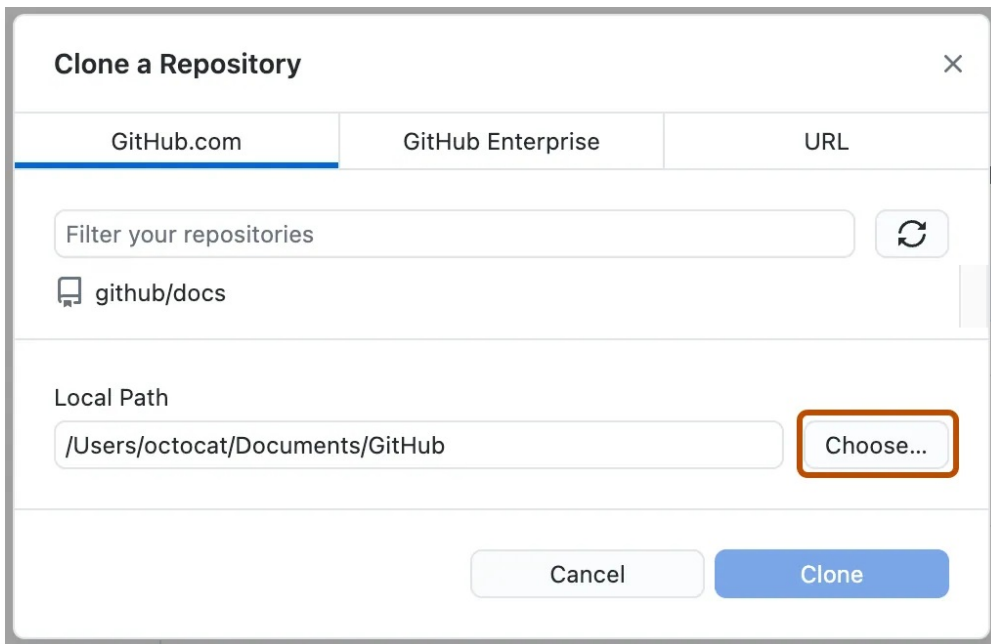 Clone a Repository
GitHub.com GitHub Enterprise URL
Filter your repositories
github/docs
Local Path
/Users/octocat/Documents/GitHub Choose...
Cancel Clone